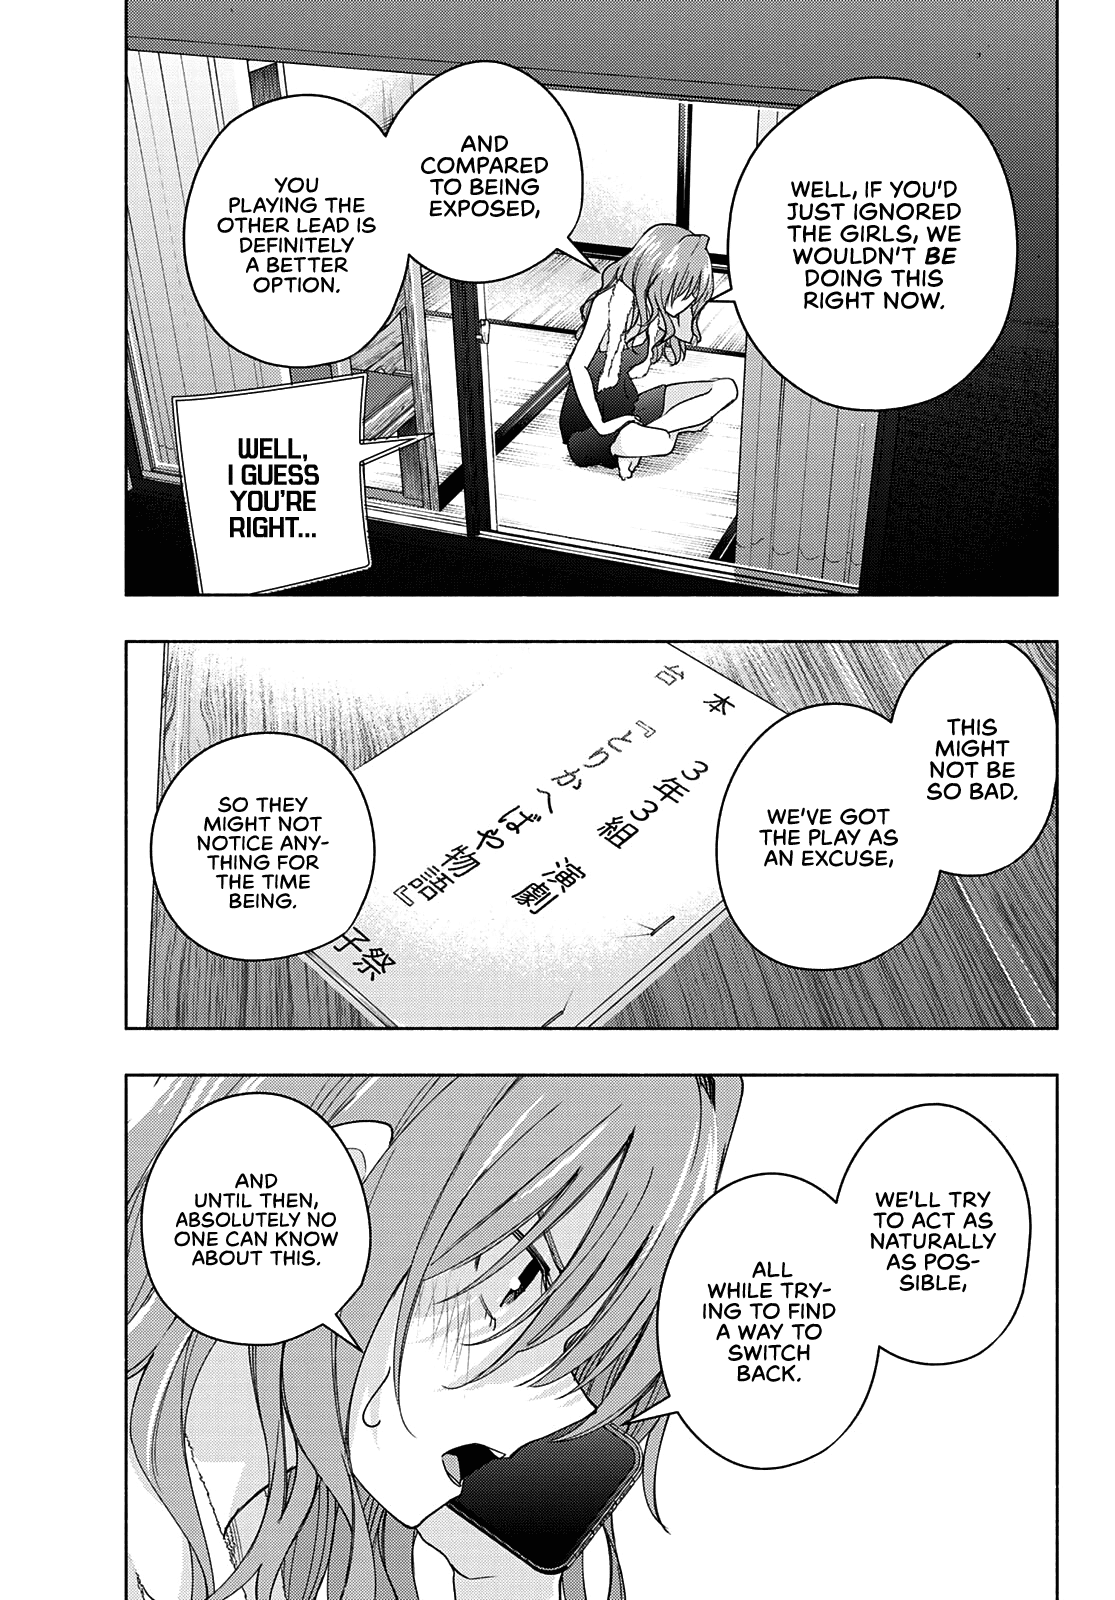 WELL, IF YOU'D
JUST IGNORED
THE GIRLS, WE
WOULDN'T BE
DOING THIS
RIGHT NOW.
AND
COMPARED
TO BEING
EXPOSED,
YOU
PLAYING THE
OTHER LEAD IS
DEFINITELY
A BETTER
OPTION.
WELL,
I GUESS
YOU'RE
RIGHT...
THIS
MIGHT
NOT BE
SO BAD.
WE'VE GOT
THE PLAY AS
AN EXCUSE,
3年3組 演劇
『とりかへばや物語』
台本
子祭
SO THEY
MIGHT NOT
NOTICE ANY-
THING FOR
THE TIME
BEING.
WE'LL TRY
TO ACT AS
NATURALLY
AS POS-
SIBLE,
ALL
WHILE TRY-
ING TO FIND
A WAY TO
SWITCH
BACK.
AND
UNTIL THEN,
ABSOLUTELY NO
ONE CAN KNOW
ABOUT THIS.